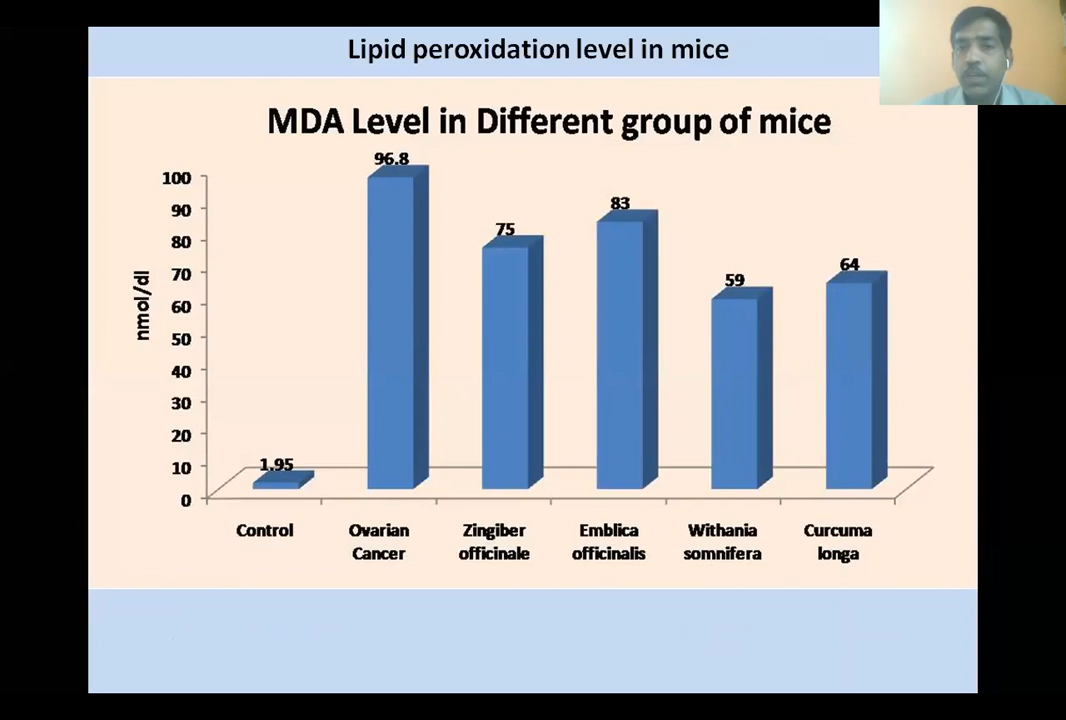 Lipid peroxidation level in mice
MDA Level in Different group of mice
nmol/dl
100
90
80
70
60
50
40
30
20
10
0
1.95
96.8
75
83
59
64
Control
Ovarian
Cancer
Zingiber
officinale
Emblica
officinalis
Withania
somnifera
Curcuma
longa